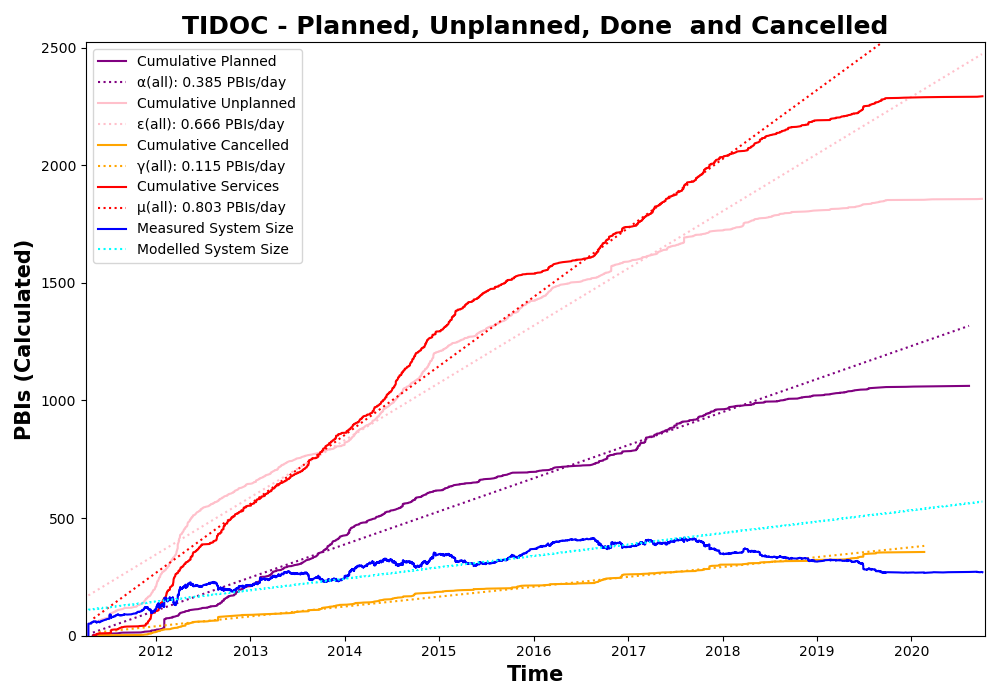 TIDOC - Planned, Unplanned, Done  and Cancelled
PBIs (Calculated)
2500
2000
1500
1000
500
0
Cumulative Planned
α(all): 0.385 PBIs/day
Cumulative Unplanned
ε(all): 0.666 PBIs/day
Cumulative Cancelled
γ(all): 0.115 PBIs/day
Cumulative Services
μ(all): 0.803 PBIs/day
Measured System Size
Modelled System Size
2012 2013 2014 2015 2016 2017 2018 2019 2020
Time